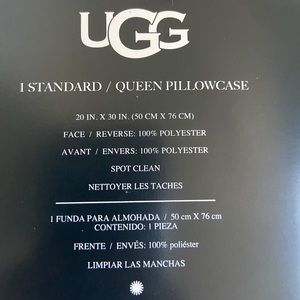 UGG
1 STANDARD / QUEEN PILLOWCASE
20 IN. X 30 IN. (50 CM X 76 CM)
FACE / REVERSE: 100% POLYESTER
AVANT / ENVERS: 100% POLYESTER
SPOT CLEAN
NETTOYER LES TACHES
1 FUNDA PARA ALMOHADA / 50 cm X 76 cm
CONTENIDO: 1 PIEZA
FRENTE / ENVÉS: 100% poliéster
LIMPIAR LAS MANCHAS